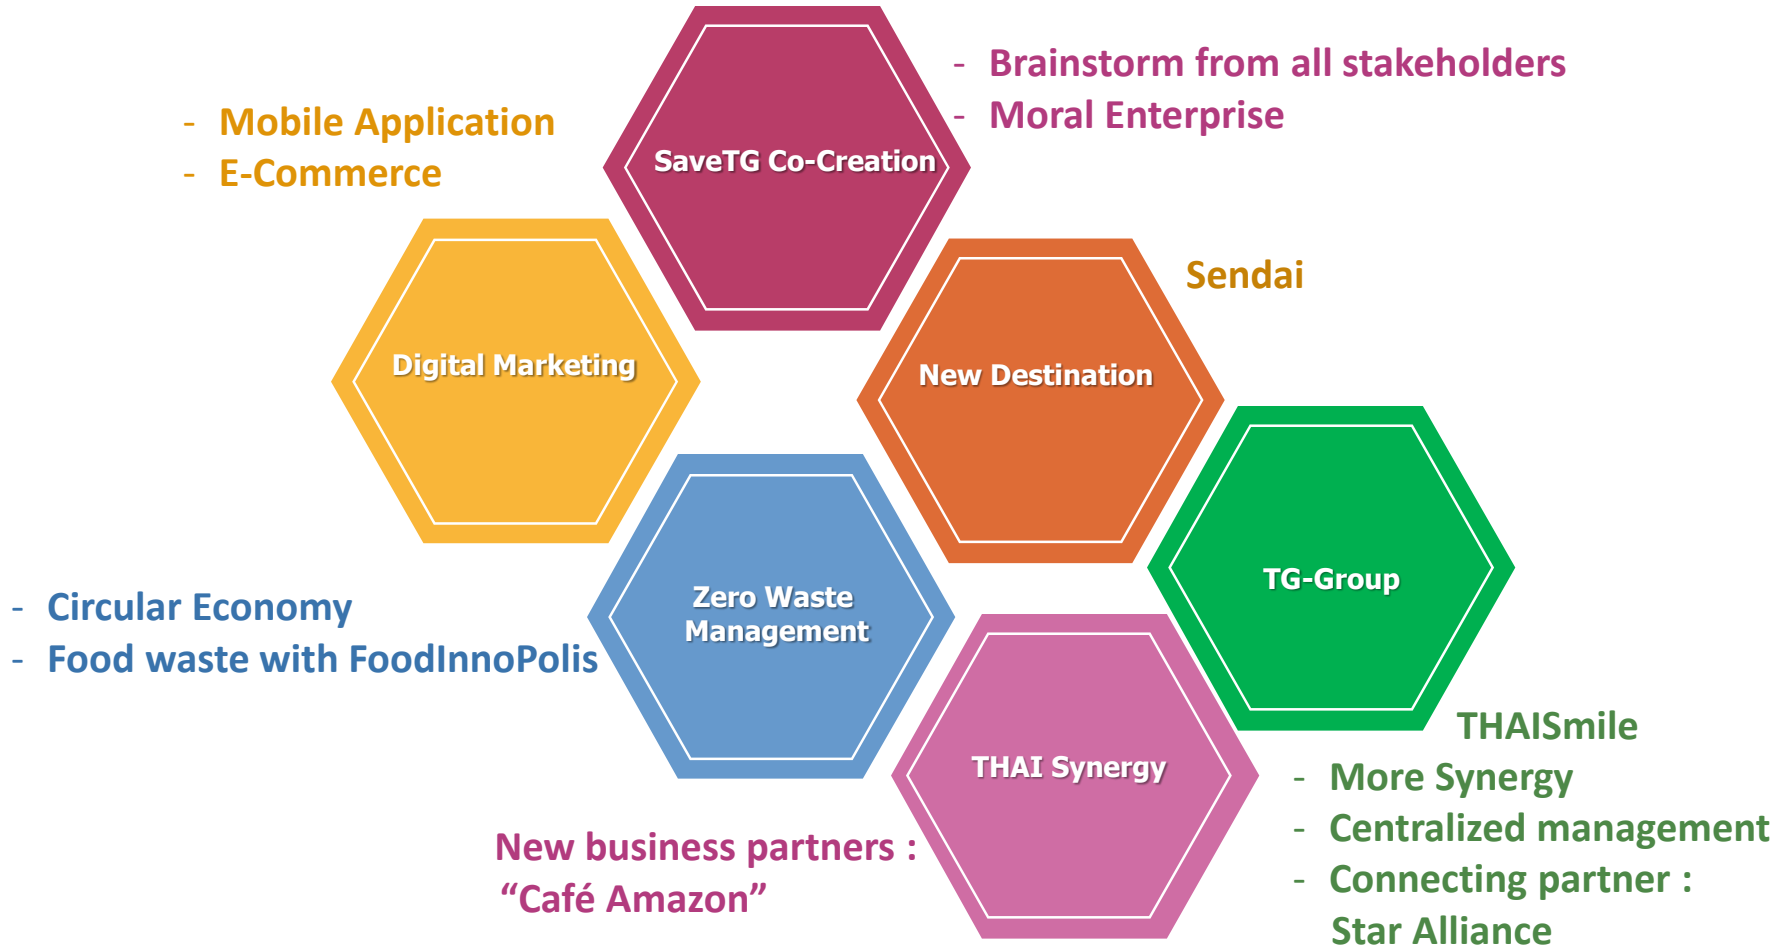 - Brainstorm from all stakeholders
- Moral Enterprise
SaveTG Co-Creation
- Mobile Application
- E-Commerce
Digital Marketing
Sendai
New Destination
Zero Waste
Management
- Circular Economy
- Food waste with FoodInnoPolis
TG-Group
THAISmile
- More Synergy
- Centralized management
- Connecting partner :
Star Alliance
THAI Synergy
New business partners :
“Café Amazon”